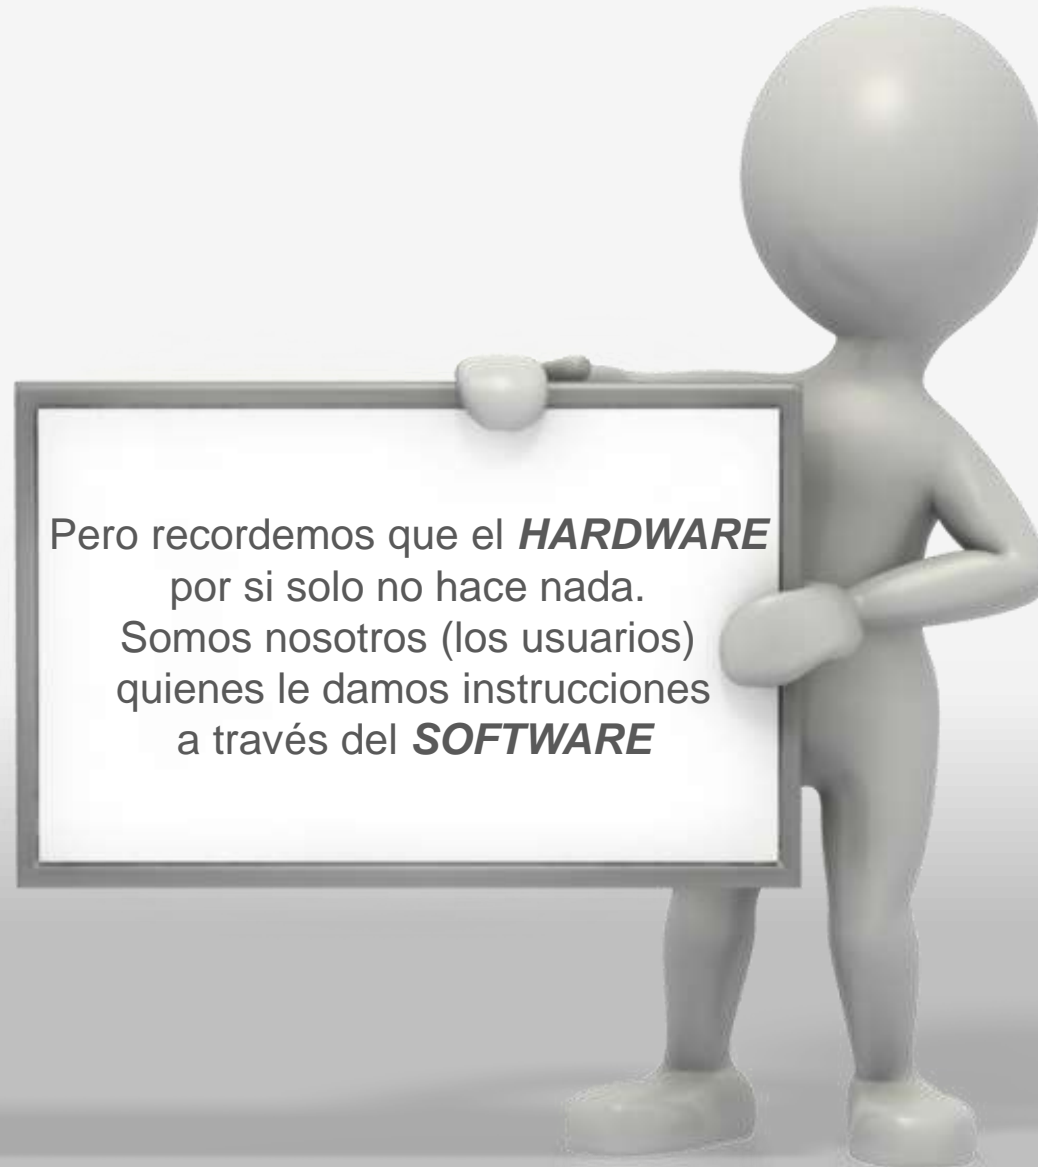 Pero recordemos que el HARDWARE
por si solo no hace nada.
Somos nosotros (los usuarios)
quienes le damos instrucciones
a través del SOFTWARE